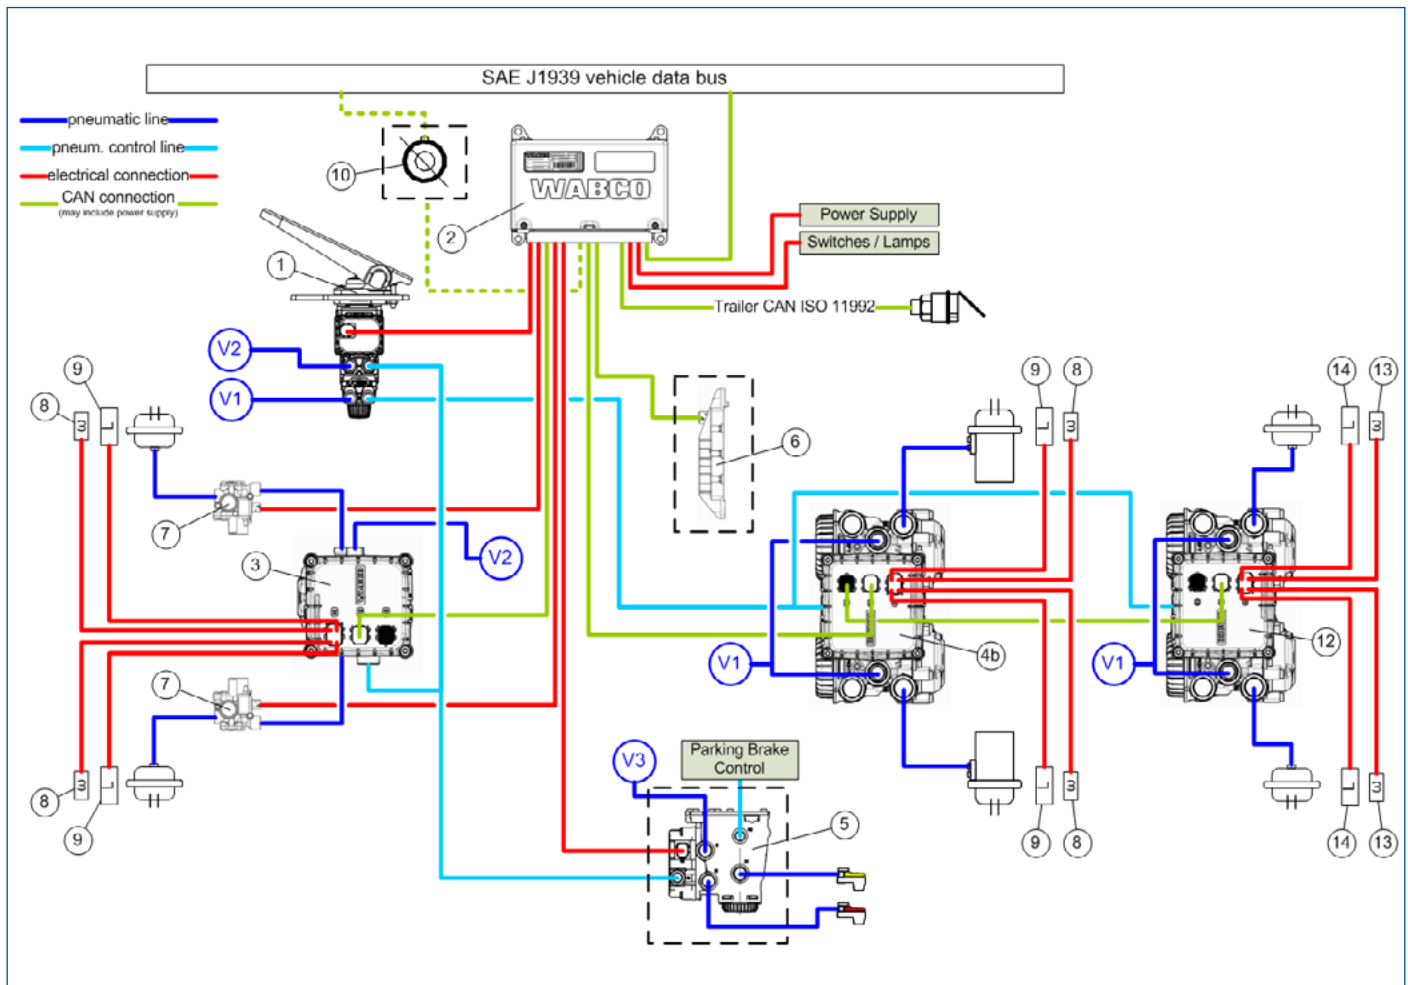 SAE J1939 vehicle data bus
pneumatic line
pneum. control line
electrical connection
CAN connection
(may include power supply)
10
WABCO
2
1
Power Supply
Switches / Lamps
Trailer CAN ISO 11992
V2
V1
9
8
7
3
V2
6
9
8
14
13
V1
4b
V1
12
7
8
9
V3
Parking Brake
Control
5
9
8
14
13